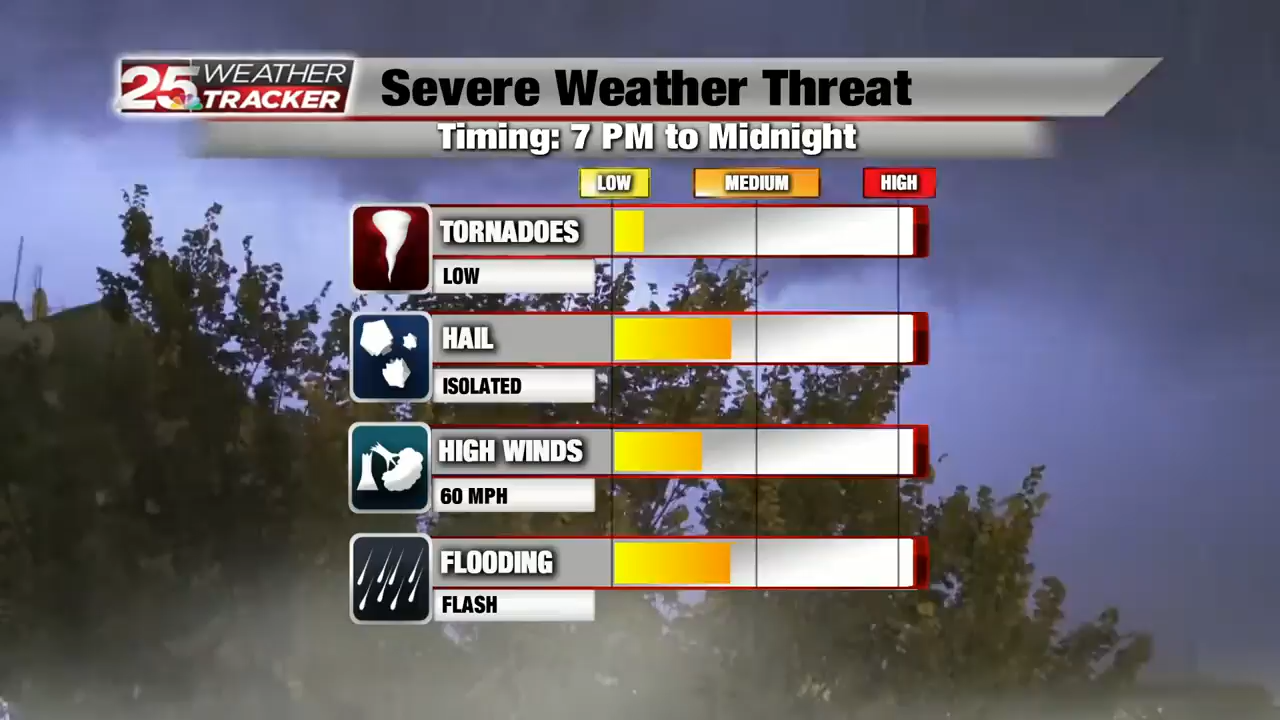 25 WEATHER
TRACKER
Severe Weather Threat
Timing: 7 PM to Midnight
LOW MEDIUM HIGH
TORNADOES
LOW
HAIL
ISOLATED
HIGH WINDS
60 MPH
FLOODING
FLASH